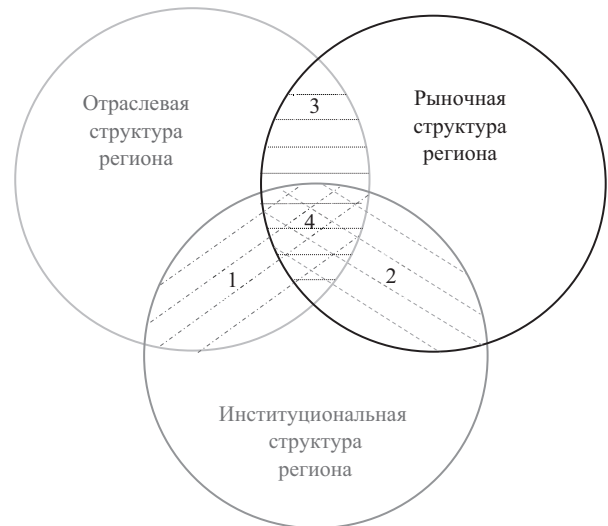 Отраслевая
структура
региона
3
Рыночная
структура
региона
4
1
2
Институциональная
структура
региона